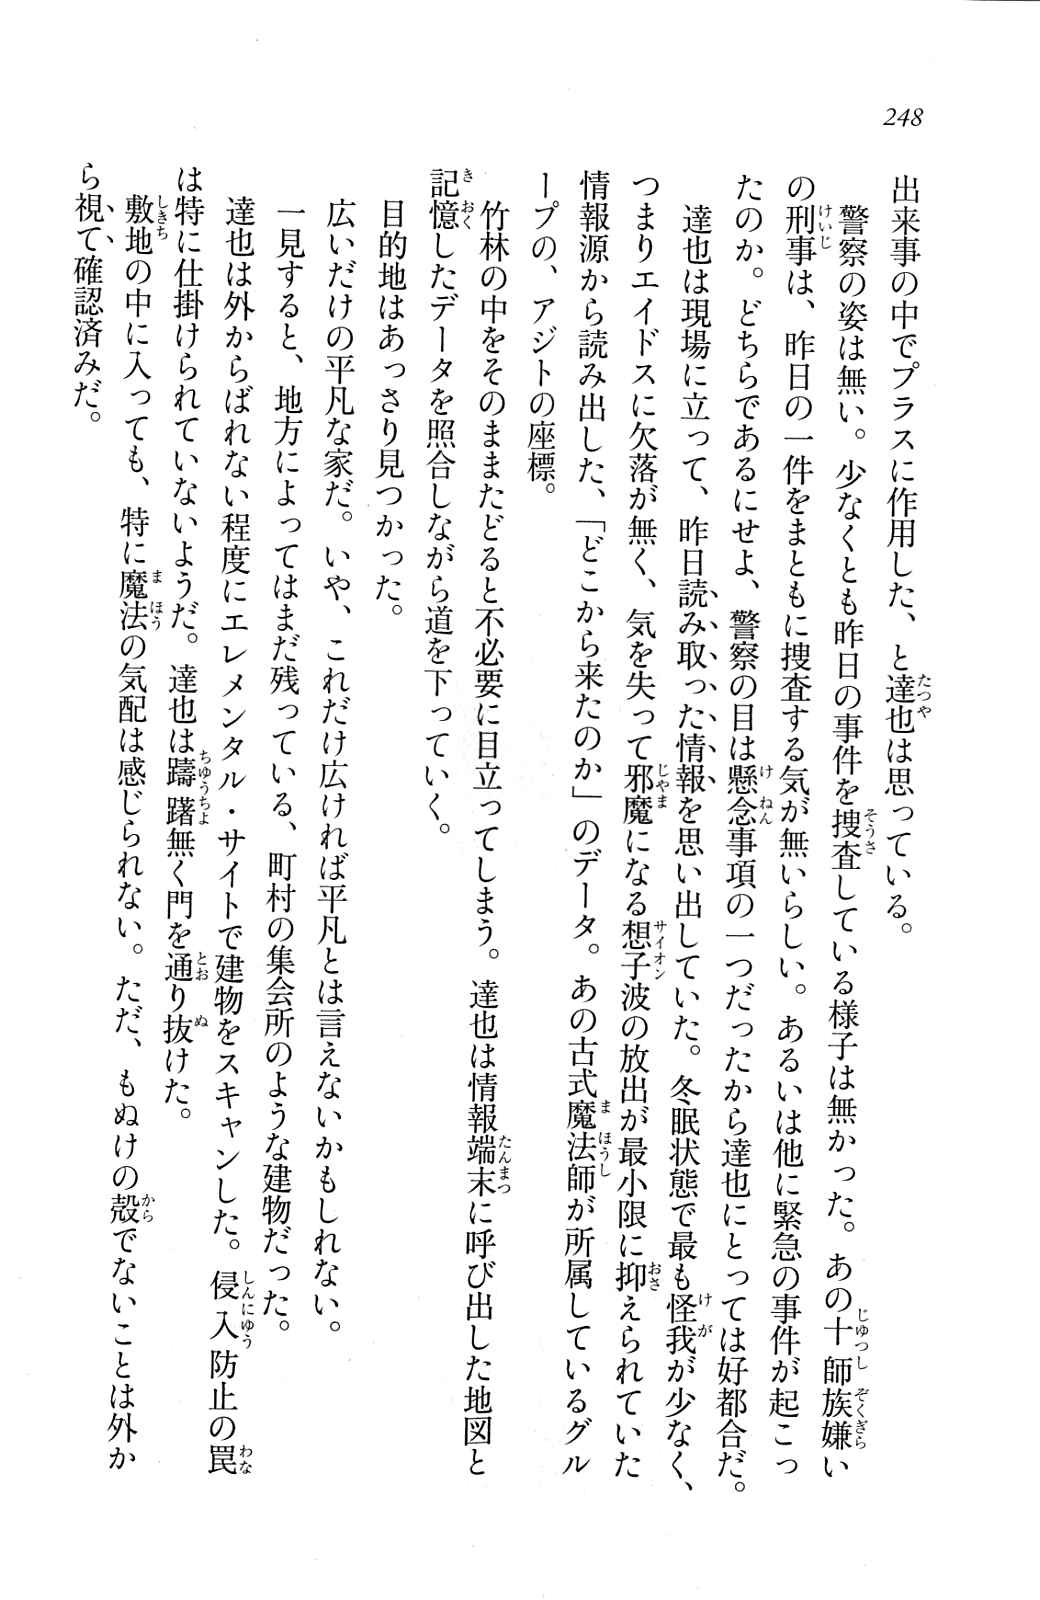 248
出来事の中でプラスに作用した、と達也は思っている。
警察の姿は無い。少なくとも昨日の事件を捜査している様子は無かった。あの十師族嫌い
の刑事は、昨日の一件をまともに捜査する気が無いらしい。あるいは他に緊急の事件が起こっ
たのか。どちらであるにせよ、警察の目は懸念事項の一つだったから達也にとっては好都合だ。
達也は現場に立って、昨日読み取った情報を思い出していた。冬眠状態で最も怪我が少なく、
つまりエイドスに欠落が無く、気を失って邪魔になる想子波の放出が最小限に抑えられていた
情報源から読み出した、「どこから来たのか」のデータ。あの古式魔法師が所属しているグル
ープの、アジトの座標。
竹林の中をそのままたどると不必要に目立ってしまう。達也は情報端末に呼び出した地図と
記憶したデータを照合しながら道を下っていく。
目的地はあっさり見つかった。
広いだけの平凡な家だ。いや、これだけ広ければ平凡とは言えないかもしれない。
一見すると、地方によってはまだ残っている、町村の集会所のような建物だった。
達也は外からばれない程度にエレメンタル・サイトで建物をスキャンした。侵入防止の罠
は特に仕掛けられていないようだ。達也は躊躇無く門を通り抜けた。
敷地の中に入っても、特に魔法の気配は感じられない。ただ、もぬけの殻でないことは外か
ら視て確認済みだ。